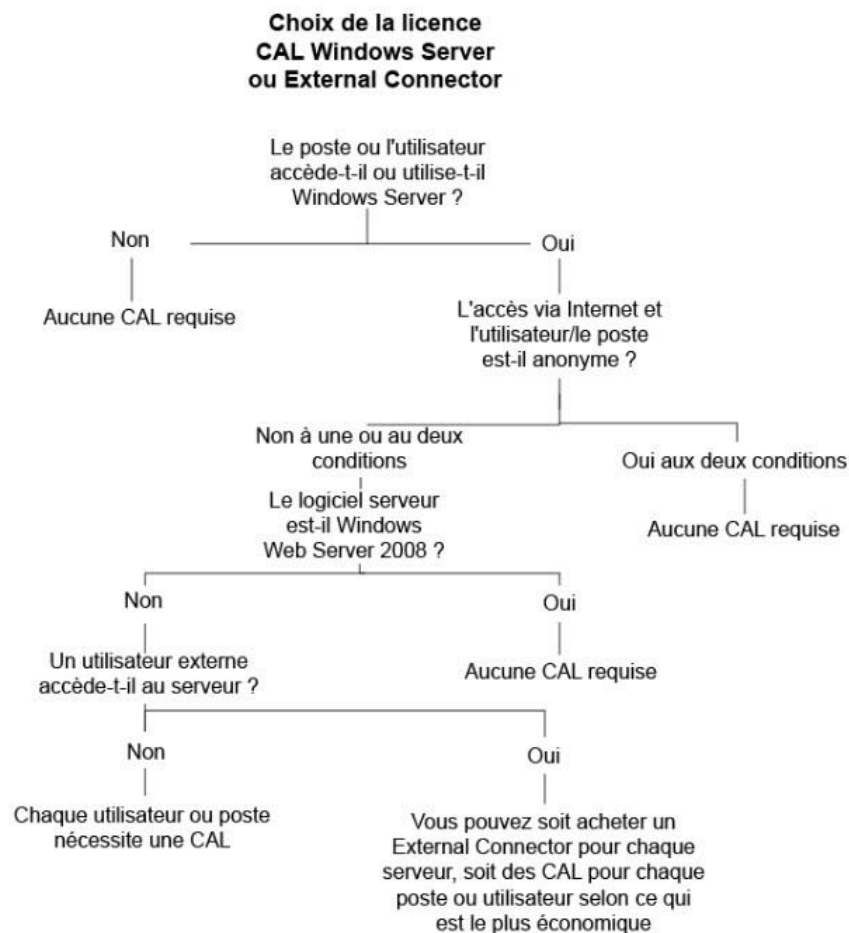 Choix de la licence
CAL Windows Server
ou External Connector
Le poste ou l'utilisateur
accède-t-il ou utilise-t-il
Windows Server ?
Non
Oui
Aucune CAL requise
L'accès via Internet et
l'utilisateur/le poste
est-il anonyme ?
Non à une ou au deux
conditions
Oui aux deux conditions
Le logiciel serveur
est-il Windows
Web Server 2008 ?
Aucune CAL requise
Non
Oui
Un utilisateur externe
accède-t-il au serveur ?
Aucune CAL requise
Non
Oui
Chaque utilisateur ou poste
nécessite une CAL
Vous pouvez soit acheter un
External Connector pour chaque
serveur, soit des CAL pour chaque
poste ou utilisateur selon ce qui
est le plus économique